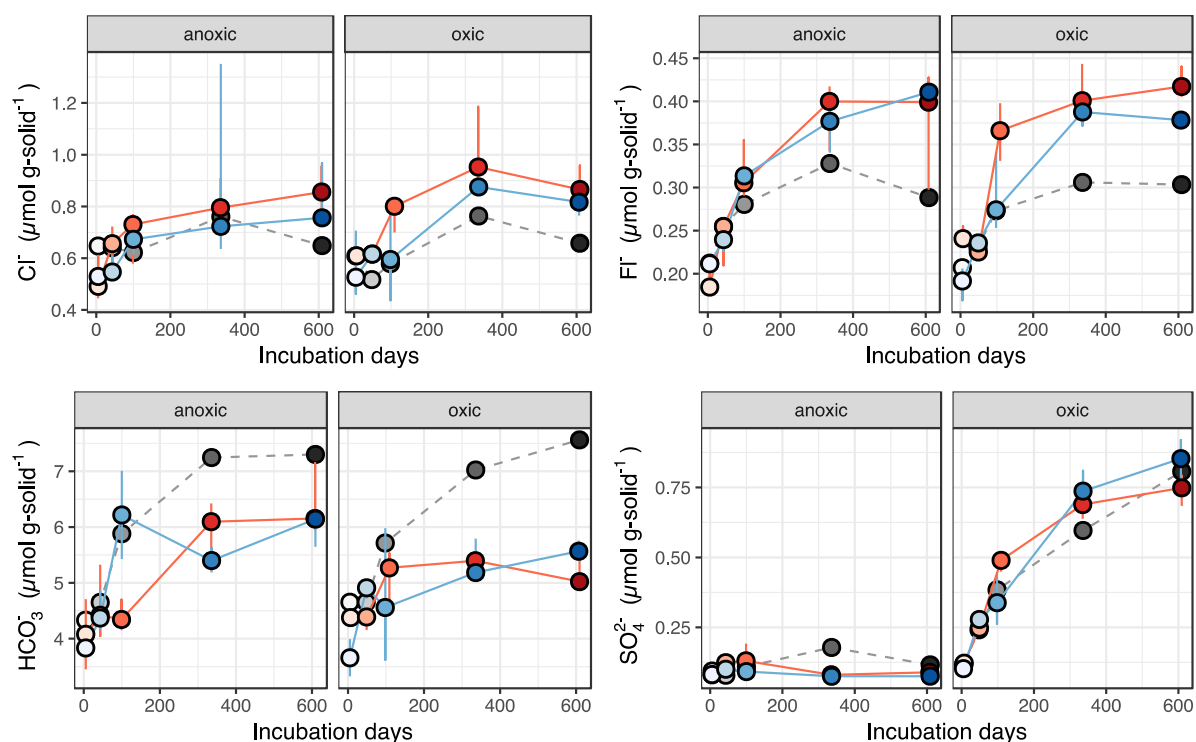 anoxic oxic
Cl⁻ (µmol g-solid⁻¹)
1.2
1.0
0.8
0.6
0.4
0 200 400 600 0 200 400 600
Incubation days
anoxic oxic
Fl⁻ (µmol g-solid⁻¹)
0.45
0.40
0.35
0.30
0.25
0.20
0 200 400 600 0 200 400 600
Incubation days
anoxic oxic
HCO₃⁻ (µmol g-solid⁻¹)
7
6
5
4
0 200 400 600 0 200 400 600
Incubation days
anoxic oxic
SO₄²⁻ (µmol g-solid⁻¹)
0.75
0.50
0.25
0 200 400 600 0 200 400 600
Incubation days